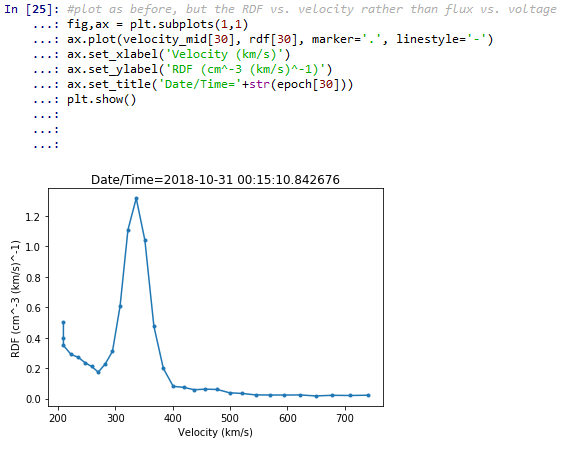 In [25]: #plot as before, but the RDF vs. velocity rather than flux vs. voltage
...: fig,ax = plt.subplots(1,1)
...: ax.plot(velocity_mid[30], rdf[30], marker='.', linestyle='-')
...: ax.set_xlabel('Velocity (km/s)')
...: ax.set_ylabel('RDF (cm^-3 (km/s)^-1)')
...: ax.set_title('Date/Time='+str(epoch[30]))
...: plt.show()
...:
...:
...:
Date/Time=2018-10-31 00:15:10.842676
RDF (cm^-3 (km/s)^-1)
1.2
1.0
0.8
0.6
0.4
0.2
0.0
200 300 400 500 600 700
Velocity (km/s)